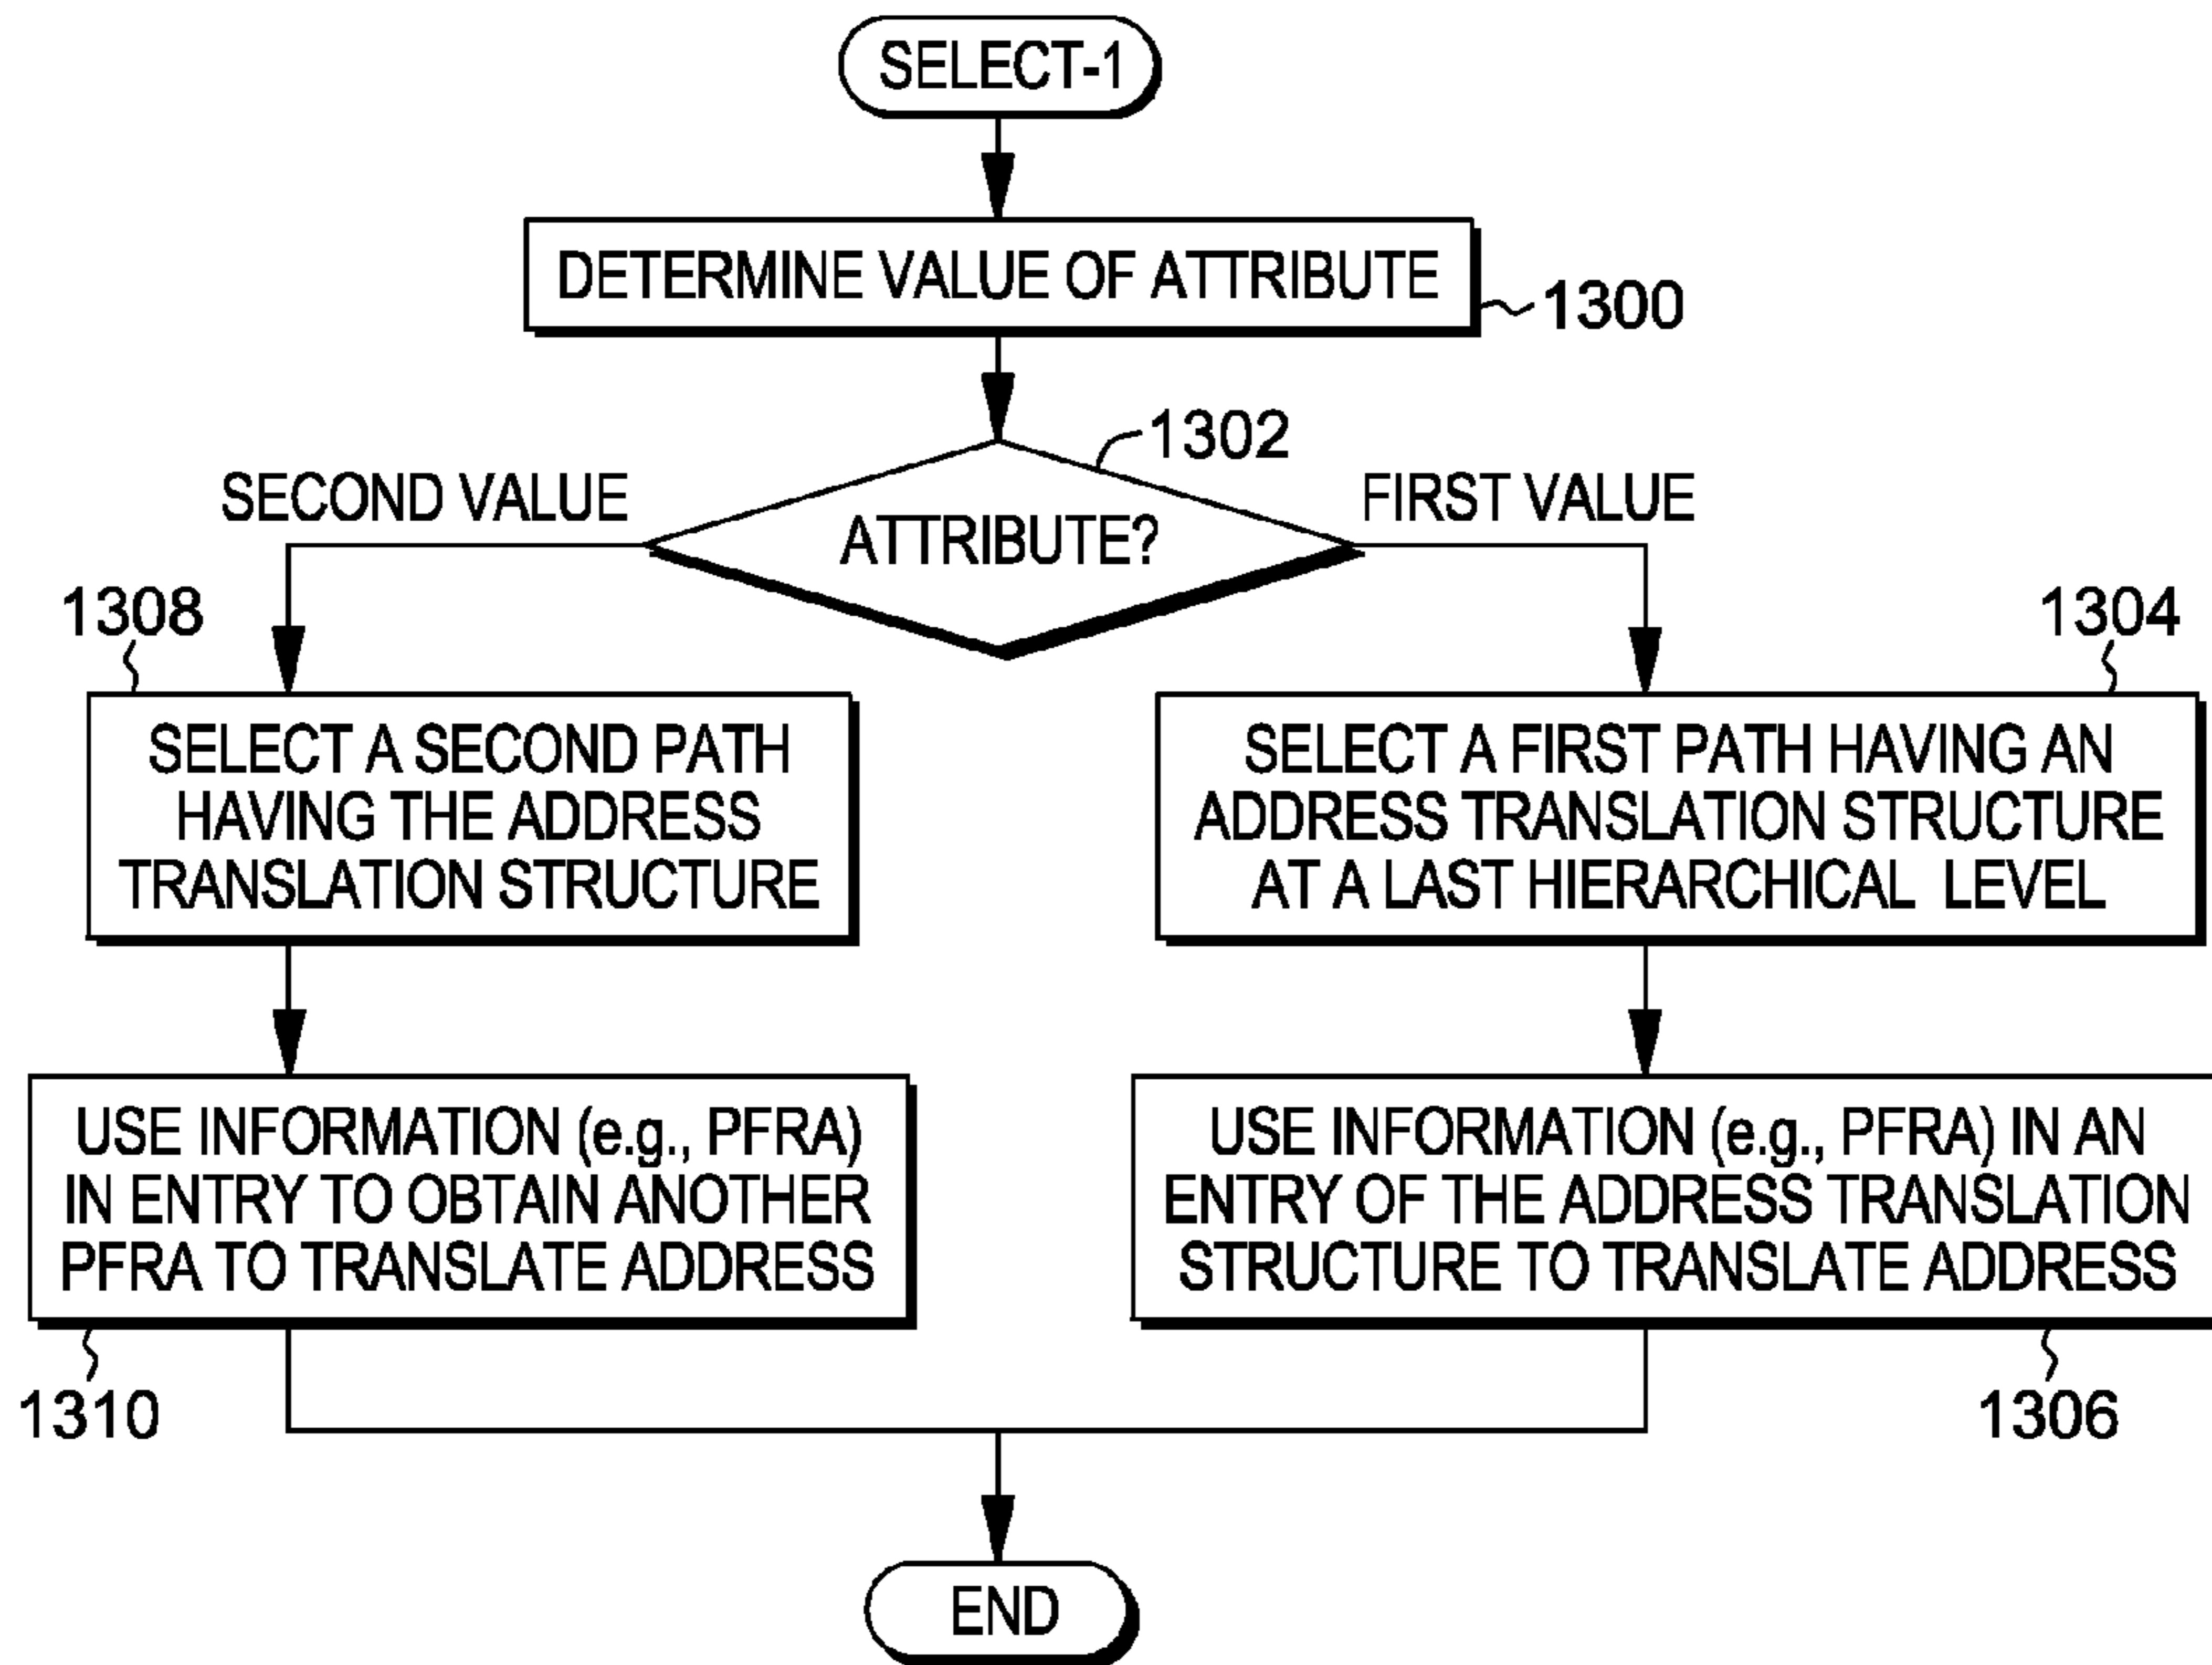 SELECT-1
DETERMINE VALUE OF ATTRIBUTE
1300
1302
SECOND VALUE
FIRST VALUE
ATTRIBUTE?
1308
1304
SELECT A SECOND PATH
HAVING THE ADDRESS
TRANSLATION STRUCTURE
SELECT A FIRST PATH HAVING AN
ADDRESS TRANSLATION STRUCTURE
AT A LAST HIERARCHICAL LEVEL
USE INFORMATION (e.g., PFRA)
IN ENTRY TO OBTAIN ANOTHER
PFRA TO TRANSLATE ADDRESS
USE INFORMATION (e.g., PFRA) IN AN
ENTRY OF THE ADDRESS TRANSLATION
STRUCTURE TO TRANSLATE ADDRESS
1310
1306
END